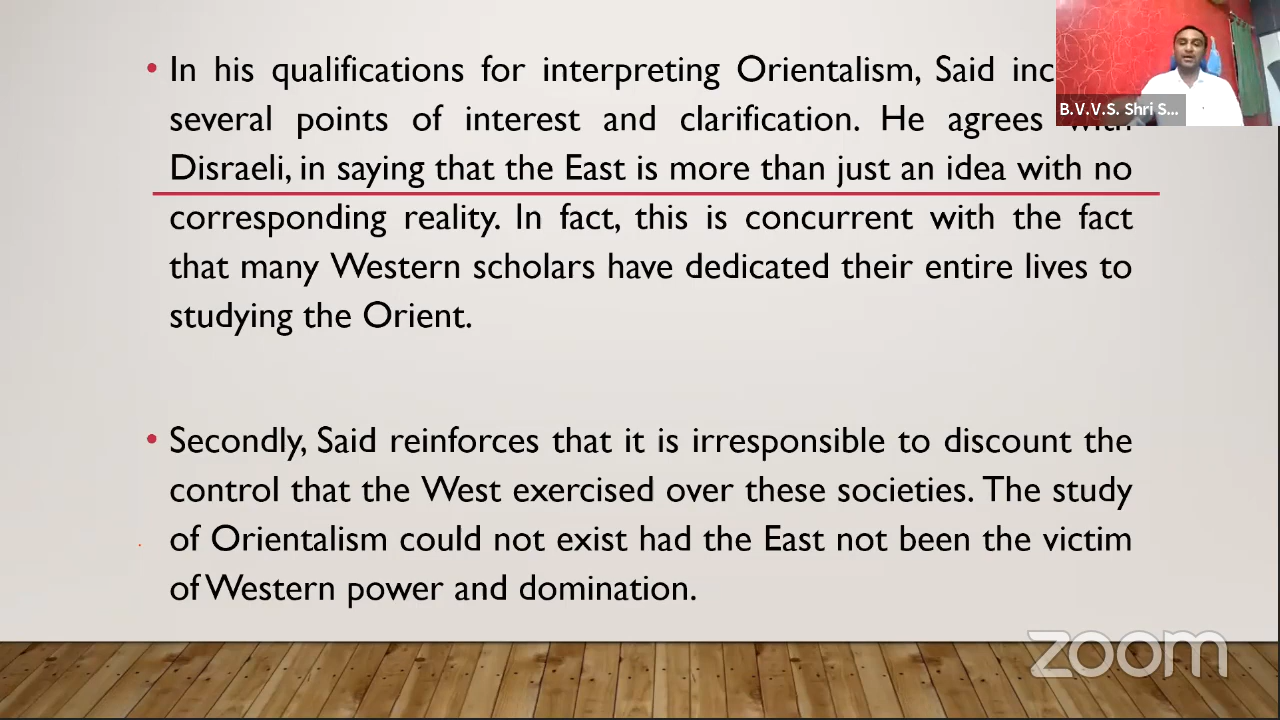 • In his qualifications for interpreting Orientalism, Said inc
several points of interest and clarification. He agrees with
Disraeli, in saying that the East is more than just an idea with no
corresponding reality. In fact, this is concurrent with the fact
that many Western scholars have dedicated their entire lives to
studying the Orient.
• Secondly, Said reinforces that it is irresponsible to discount the
control that the West exercised over these societies. The study
of Orientalism could not exist had the East not been the victim
of Western power and domination.
B.V.V.S. Shri S...
zoom